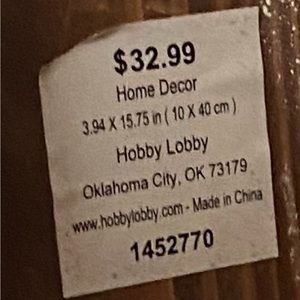 $32.99
Home Decor
3.94 X 15.75 in ( 10 X 40 cm )
Hobby Lobby
Oklahoma City, OK 73179
www.hobbylobby.com - Made in China
1452770